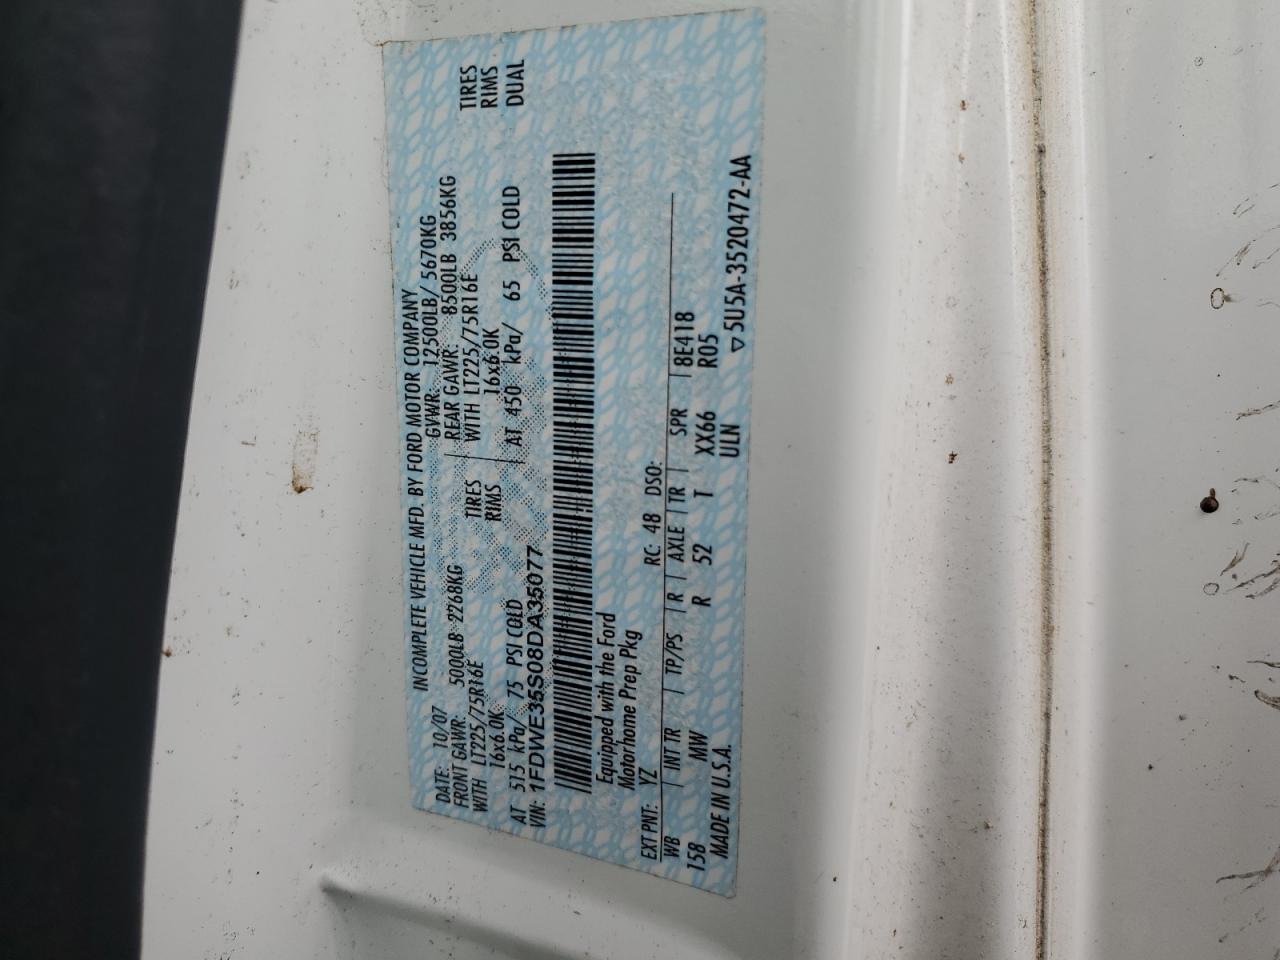 INCOMPLETE VEHICLE MFD. BY FORD MOTOR COMPANY
DATE: 10/07 GVWR: 12500LB/ 5670KG
FRONT GAWR: 5000LB 2268KG REAR GAWR: 8500LB 3856KG
WITH LT225/75R16E TIRES WITH LT225/75R16E TIRES
16x6.0K RIMS 16x6.0K RIMS
AT 515 kPa/ 75 PSI COLD AT 450 kPa/ 65 PSI COLD DUAL
VIN: 1FDWE35S08DA35077
Equipped with the Ford
Motorhome Prep Pkg
EXT PNT: YZ RC: 48 DSO:
WB INT TR TP/PS R AXLE TR SPR 8E418
158 MW R 52 T XX66 R05
MADE IN U.S.A. ULN ▽5U5A-3520472-AA